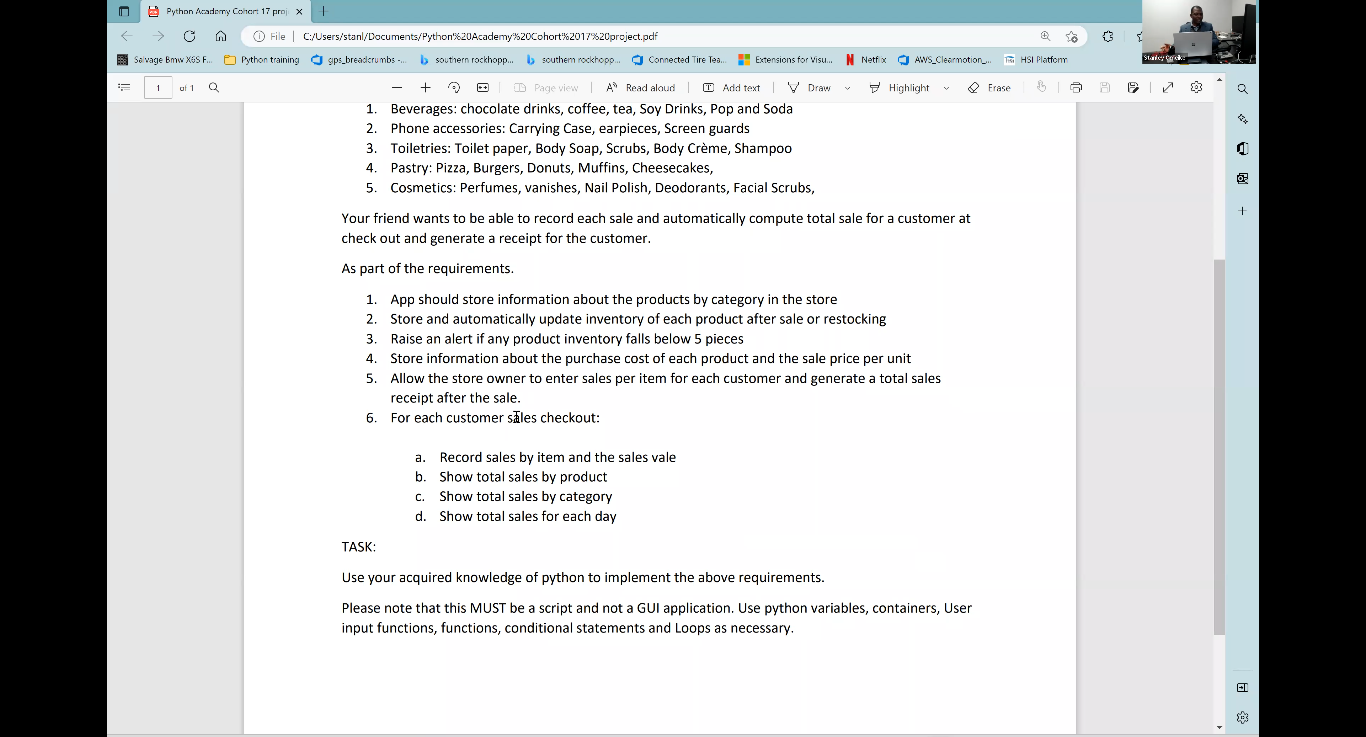 Python Academy Cohort 17 proj
File C:/Users/stanl/Documents/Python%20Academy%20Cohort%2017%20project.pdf
Salvage Bmw X6S F... Python training gps_breadcrumbs -... southern rockhopp... southern rockhopp... Connected Tire Tea... Extensions for Visu... Netflix AWS_Clearmotion_... HSI Platform
1 of 1 Page view Read aloud Add text Draw Highlight Erase
1. Beverages: chocolate drinks, coffee, tea, Soy Drinks, Pop and Soda
2. Phone accessories: Carrying Case, earpieces, Screen guards
3. Toiletries: Toilet paper, Body Soap, Scrubs, Body Crème, Shampoo
4. Pastry: Pizza, Burgers, Donuts, Muffins, Cheesecakes,
5. Cosmetics: Perfumes, vanishes, Nail Polish, Deodorants, Facial Scrubs,
Your friend wants to be able to record each sale and automatically compute total sale for a customer at
check out and generate a receipt for the customer.
As part of the requirements.
1. App should store information about the products by category in the store
2. Store and automatically update inventory of each product after sale or restocking
3. Raise an alert if any product inventory falls below 5 pieces
4. Store information about the purchase cost of each product and the sale price per unit
5. Allow the store owner to enter sales per item for each customer and generate a total sales
receipt after the sale.
6. For each customer sales checkout:
a. Record sales by item and the sales vale
b. Show total sales by product
c. Show total sales by category
d. Show total sales for each day
TASK:
Use your acquired knowledge of python to implement the above requirements.
Please note that this MUST be a script and not a GUI application. Use python variables, containers, User
input functions, functions, conditional statements and Loops as necessary.